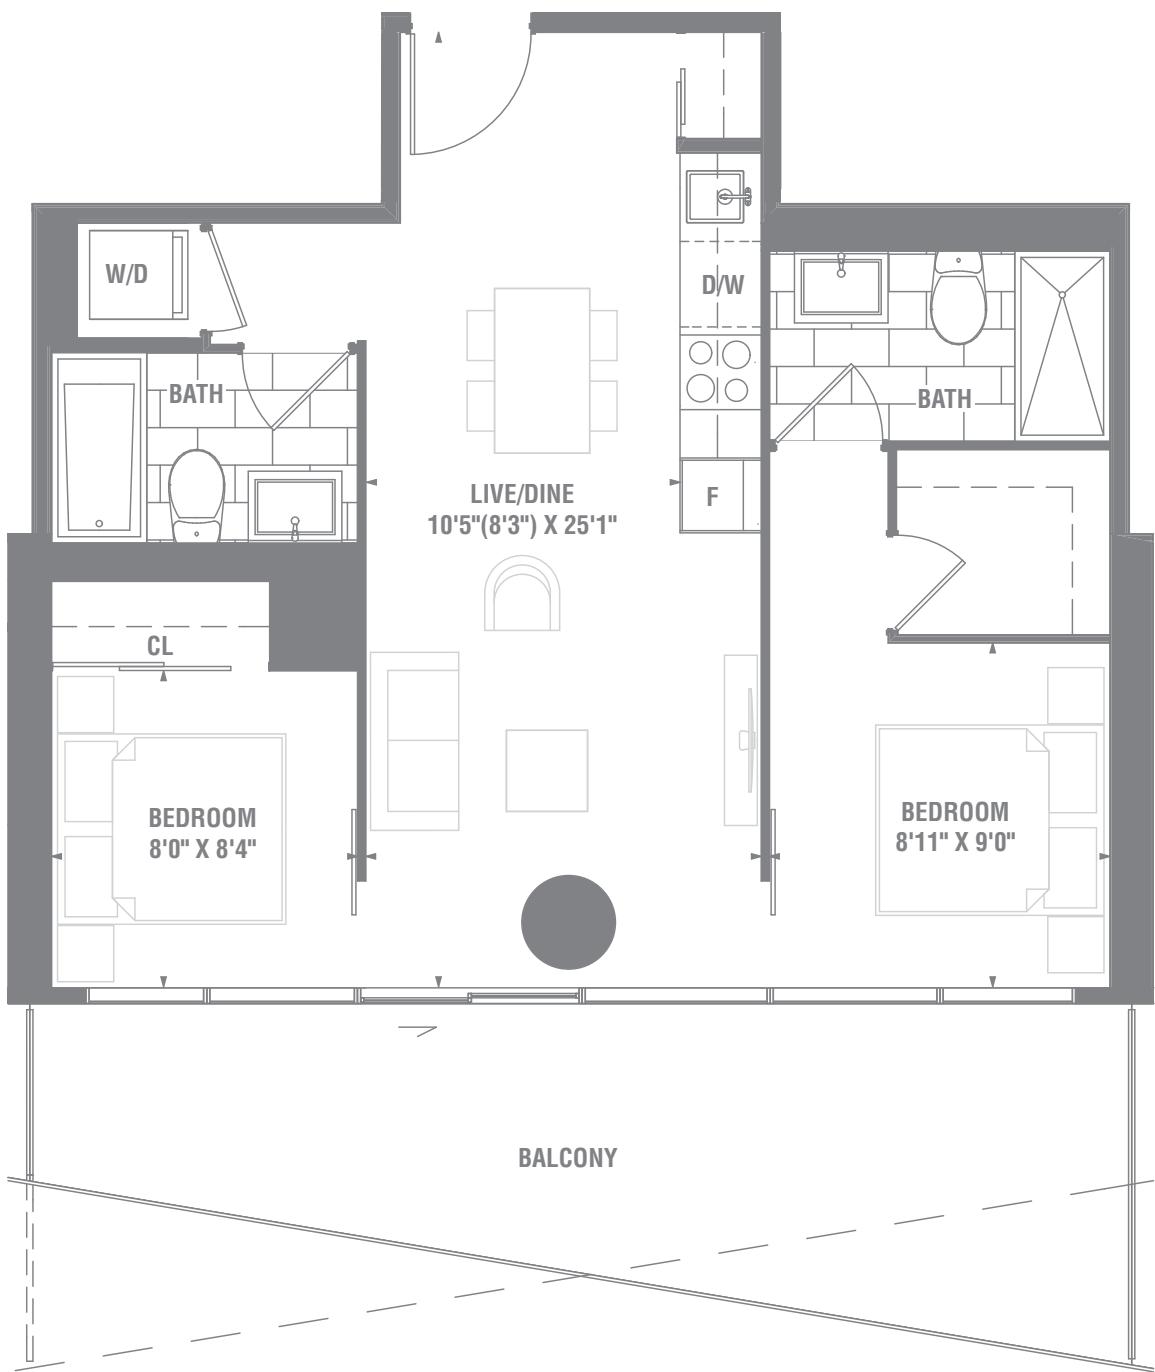 W/D
D/W
BATH
BATH
LIVE/DINE
10'5"(8'3") X 25'1"
F
CL
BEDROOM
8'0" X 8'4"
BEDROOM
8'11" X 9'0"
BALCONY